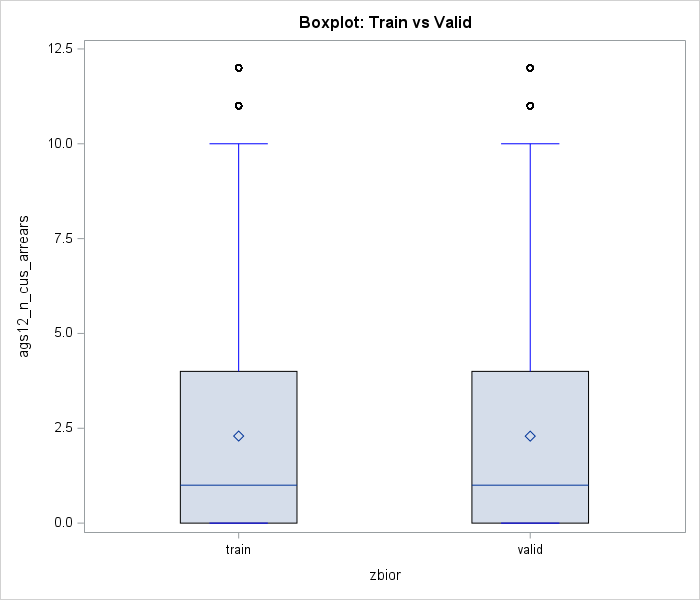 Boxplot: Train vs Valid
12.5
10.0
7.5
5.0
2.5
0.0
ags12_n_cus_arrears
train
valid
zbior